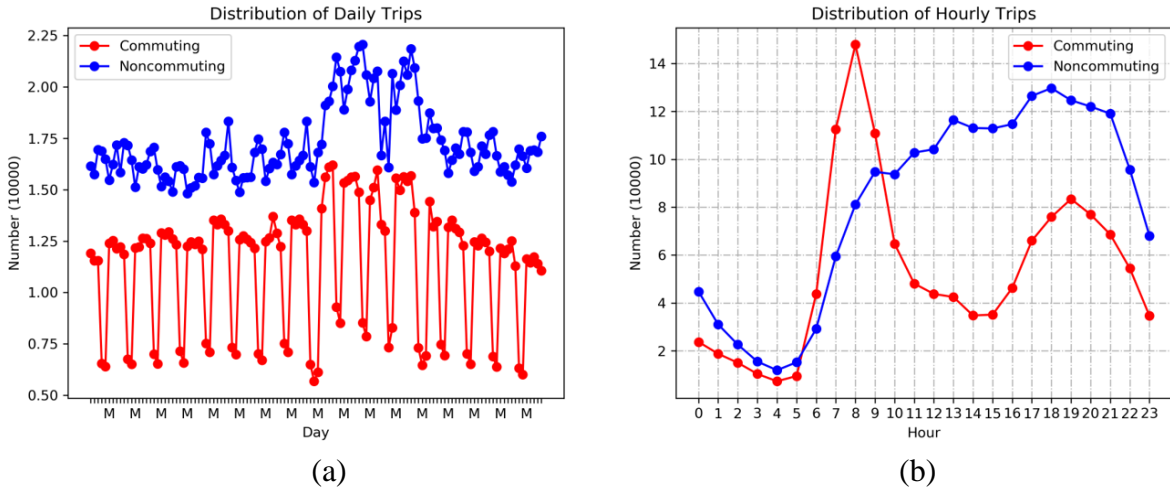 Distribution of Daily Trips
2.25
2.00
1.75
1.50
1.25
1.00
0.75
0.50
Number (10000)
Commuting
Noncommuting
M M M M M M M M M M M M M M M M M
Day
(a)
Distribution of Hourly Trips
14
12
10
8
6
4
2
Number (10000)
Commuting
Noncommuting
0 1 2 3 4 5 6 7 8 9 10 11 12 13 14 15 16 17 18 19 20 21 22 23
Hour
(b)